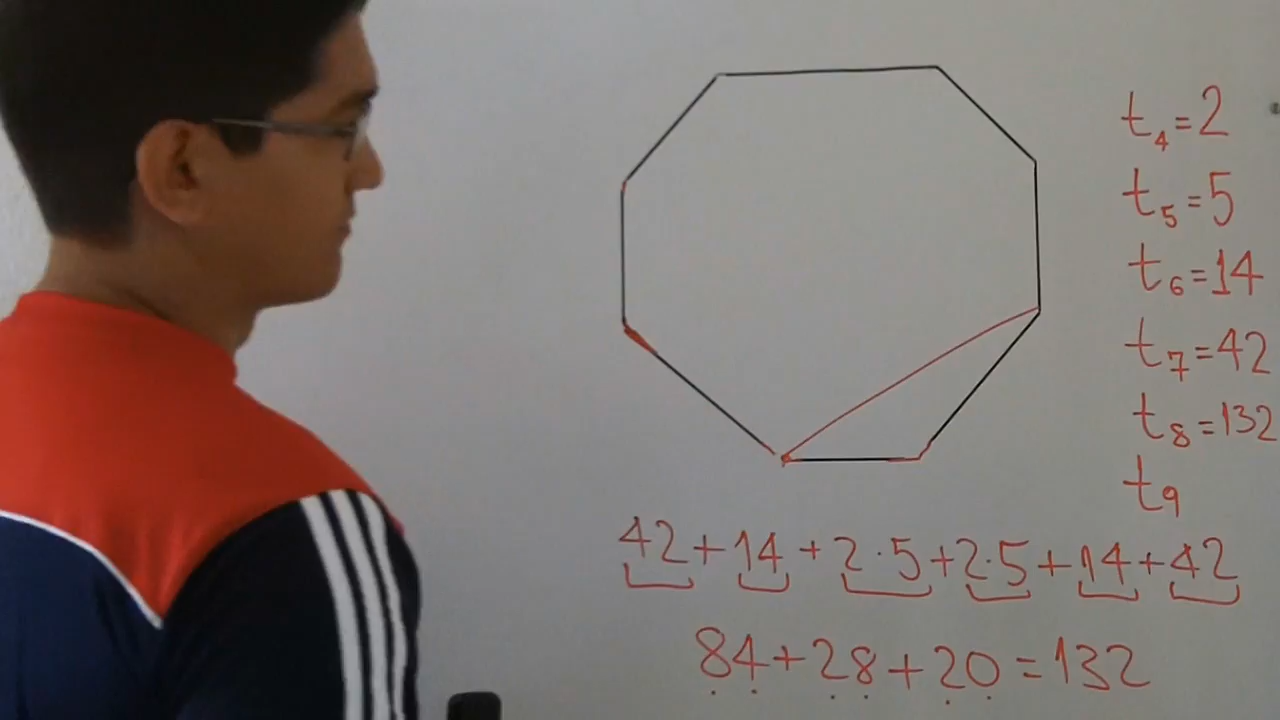 t₄=2
t₅=5
t₆=14
t₇=42
t₈=132
t₉
42+14+2·5+2·5+14+42
84+28+20=132